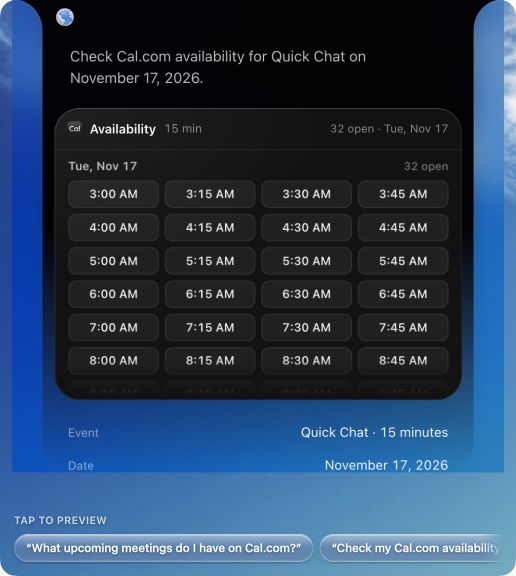 Check Cal.com availability for Quick Chat on
November 17, 2026.
Cal Availability 15 min 32 open · Tue, Nov 17
Tue, Nov 17 32 open
3:00 AM 3:15 AM 3:30 AM 3:45 AM
4:00 AM 4:15 AM 4:30 AM 4:45 AM
5:00 AM 5:15 AM 5:30 AM 5:45 AM
6:00 AM 6:15 AM 6:30 AM 6:45 AM
7:00 AM 7:15 AM 7:30 AM 7:45 AM
8:00 AM 8:15 AM 8:30 AM 8:45 AM
Event Quick Chat · 15 minutes
Date November 17, 2026
TAP TO PREVIEW
“What upcoming meetings do I have on Cal.com?” “Check my Cal.com availability